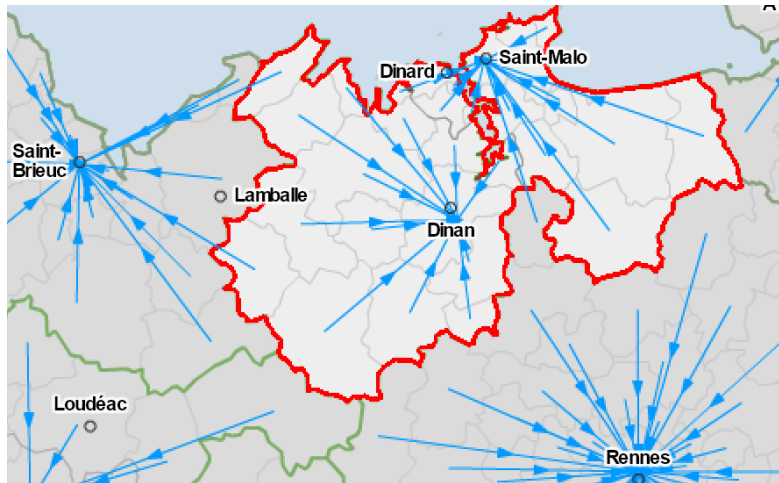 Saint-Malo
Dinard
Saint-
Brieuc
Lamballe
Dinan
Loudéac
Rennes